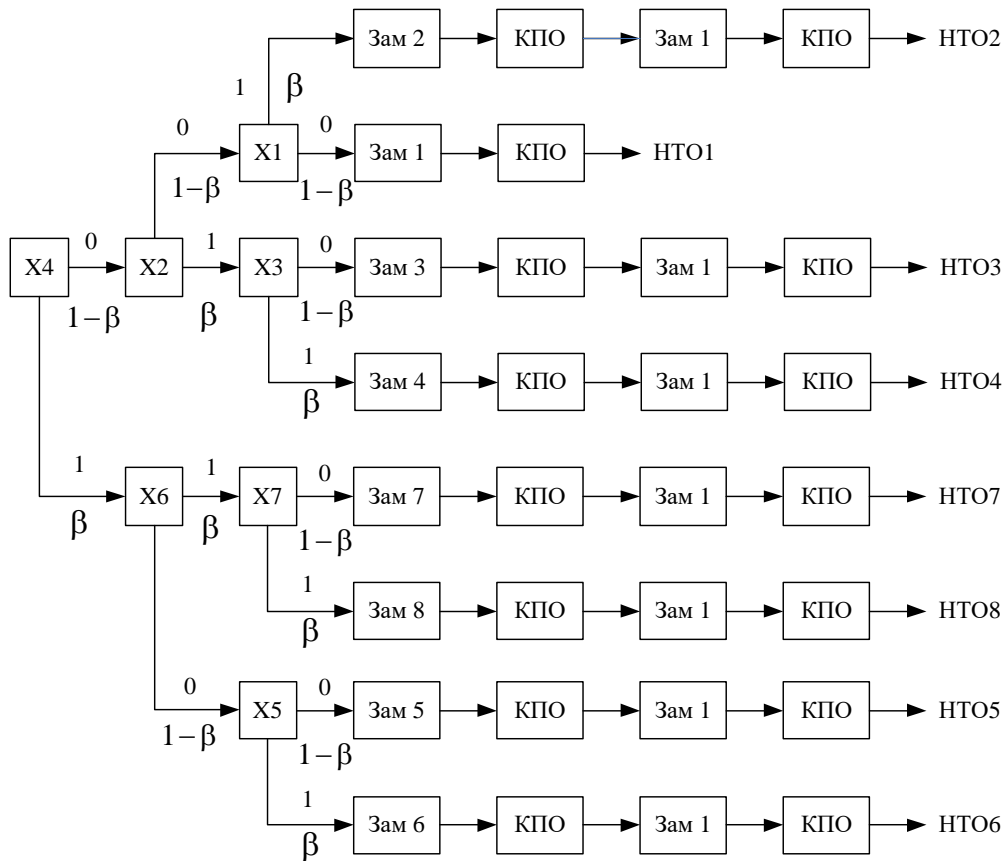 Зам 2 КПО Зам 1 КПО НТО2
1 β
0 X1 0 Зам 1 КПО НТО1
1−β 1−β
X4 0 X2 1 X3 0 Зам 3 КПО Зам 1 КПО НТО3
1−β β 1−β
1 Зам 4 КПО Зам 1 КПО НТО4
β
1 X6 1 X7 0 Зам 7 КПО Зам 1 КПО НТО7
β β 1−β
1 Зам 8 КПО Зам 1 КПО НТО8
β
0 X5 0 Зам 5 КПО Зам 1 КПО НТО5
1−β 1−β
1 Зам 6 КПО Зам 1 КПО НТО6
β